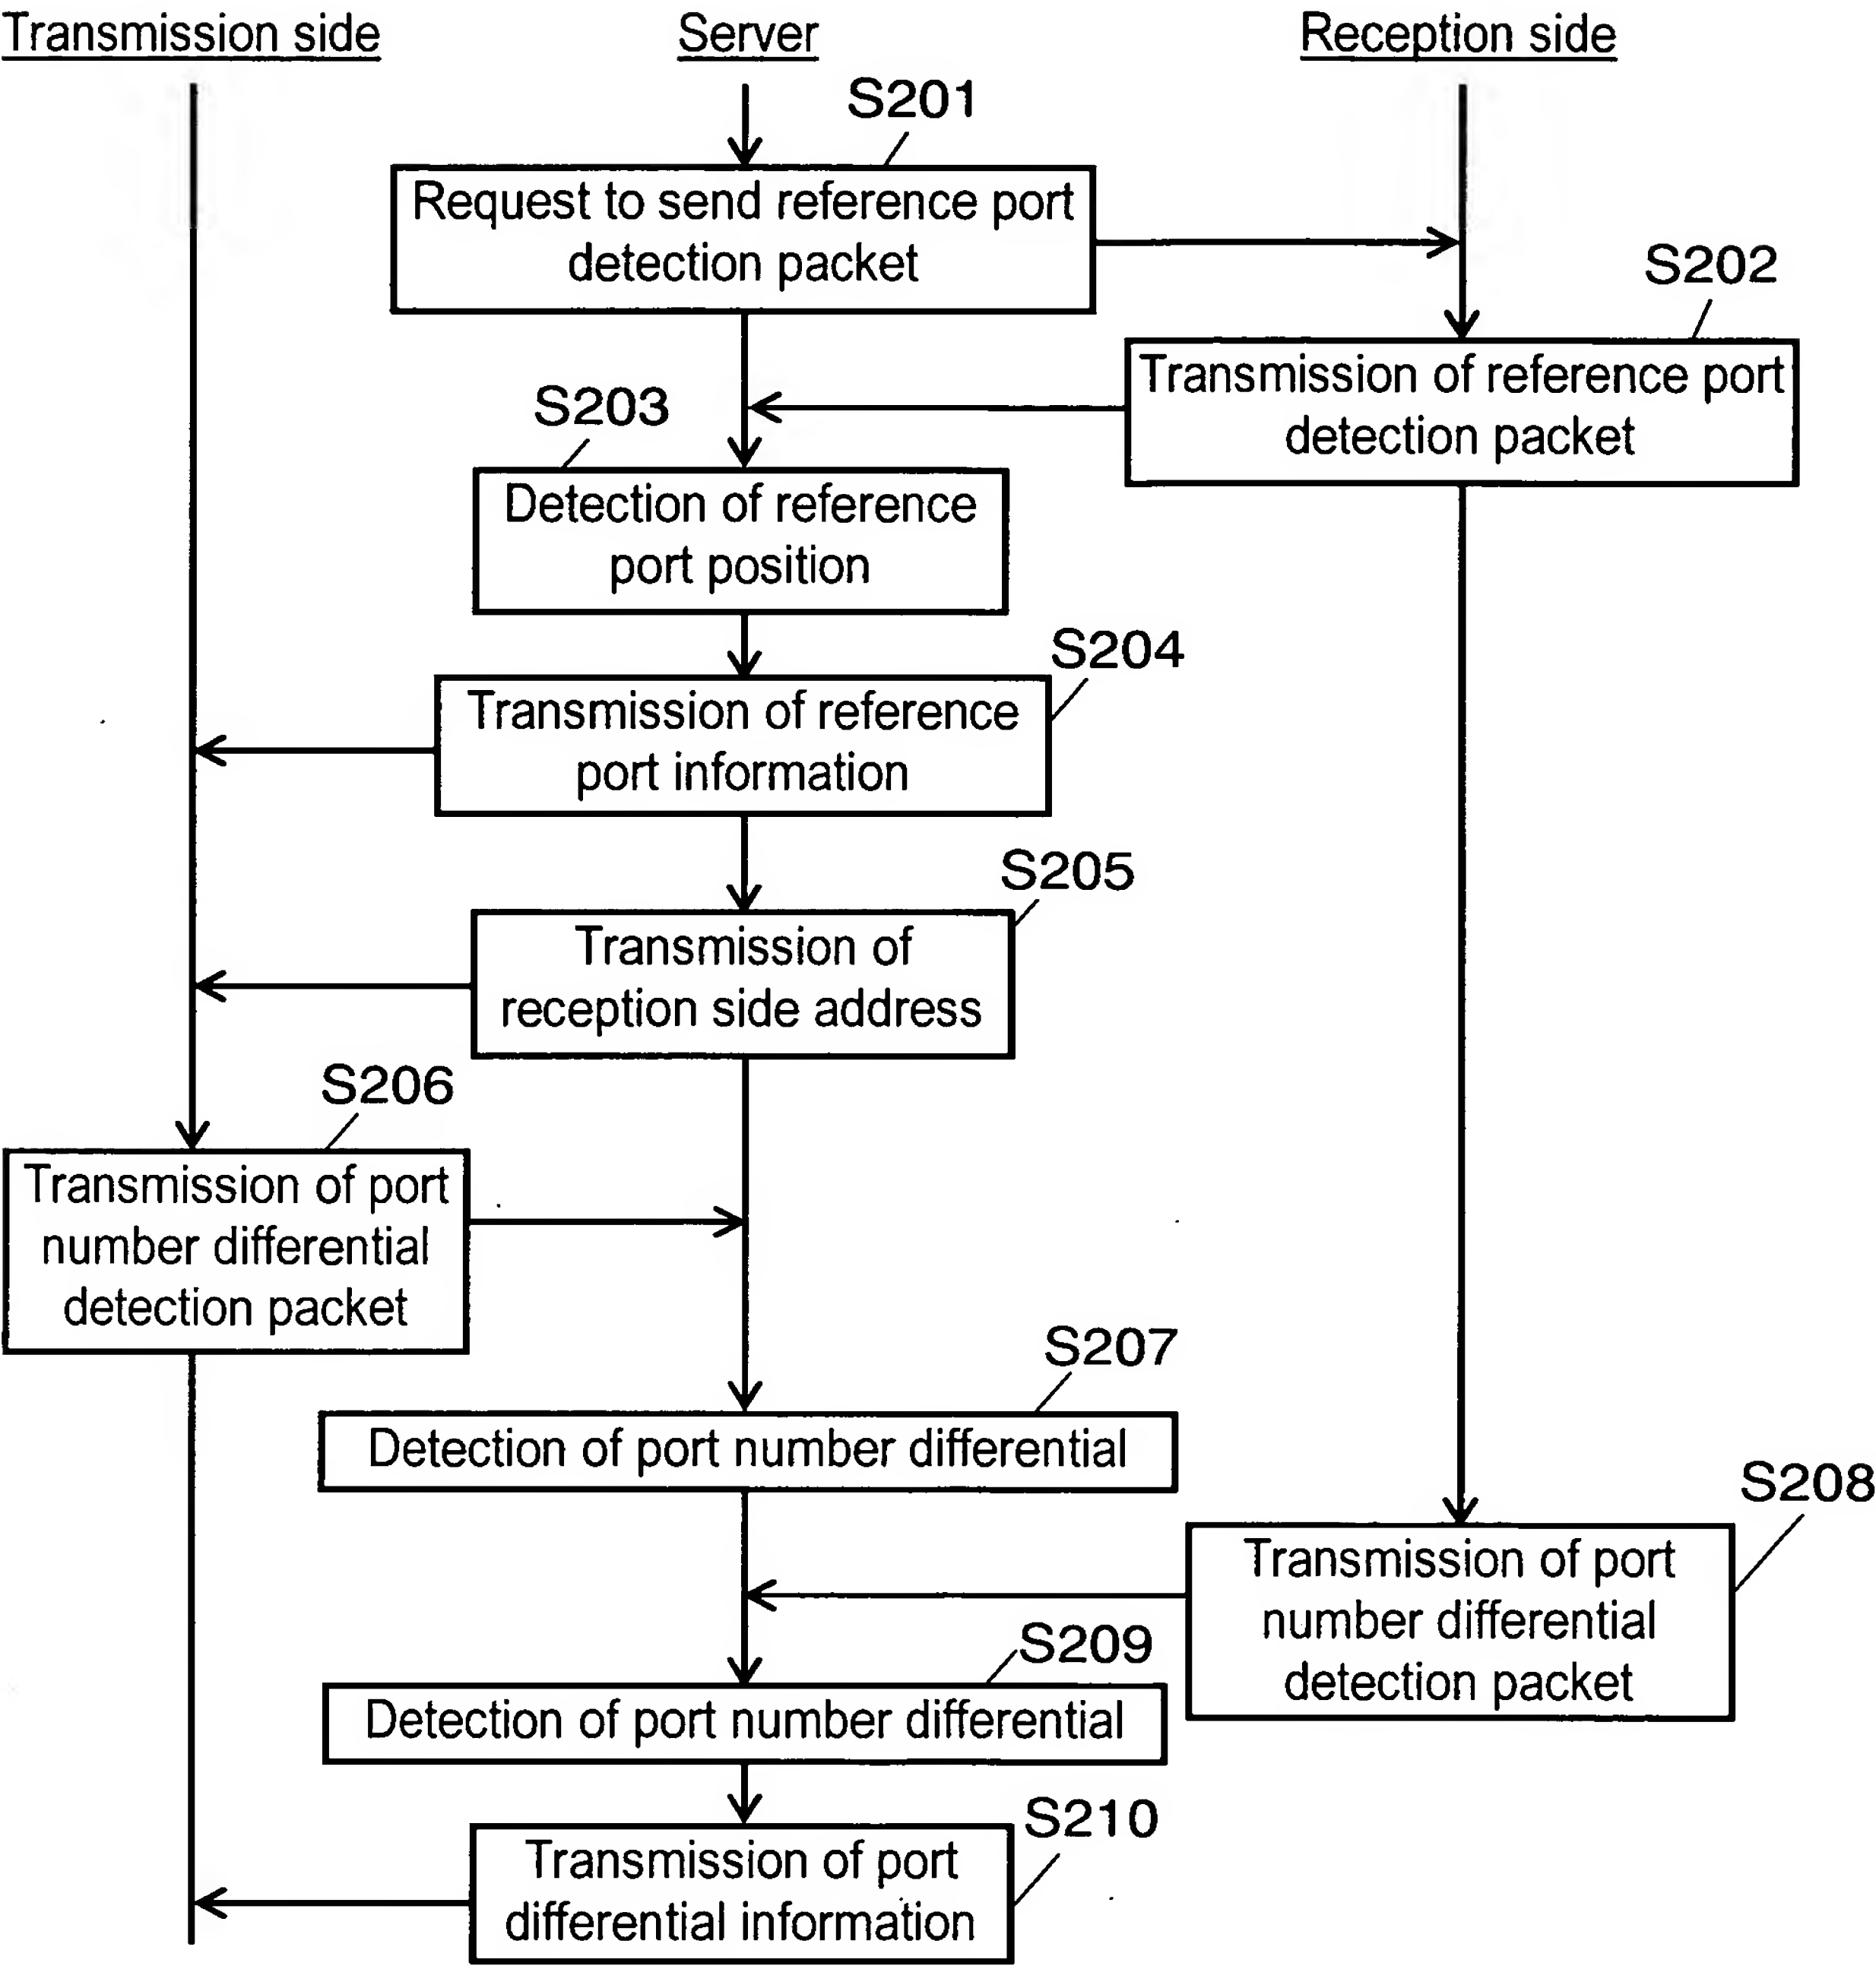 Transmission side
Server
Reception side
S201
Request to send reference port
detection packet
S202
Transmission of reference port
detection packet
S203
Detection of reference
port position
S204
Transmission of reference
port information
S205
Transmission of
reception side address
S206
Transmission of port
number differential
detection packet
S207
Detection of port number differential
S208
Transmission of port
number differential
detection packet
S209
Detection of port number differential
S210
Transmission of port
differential information